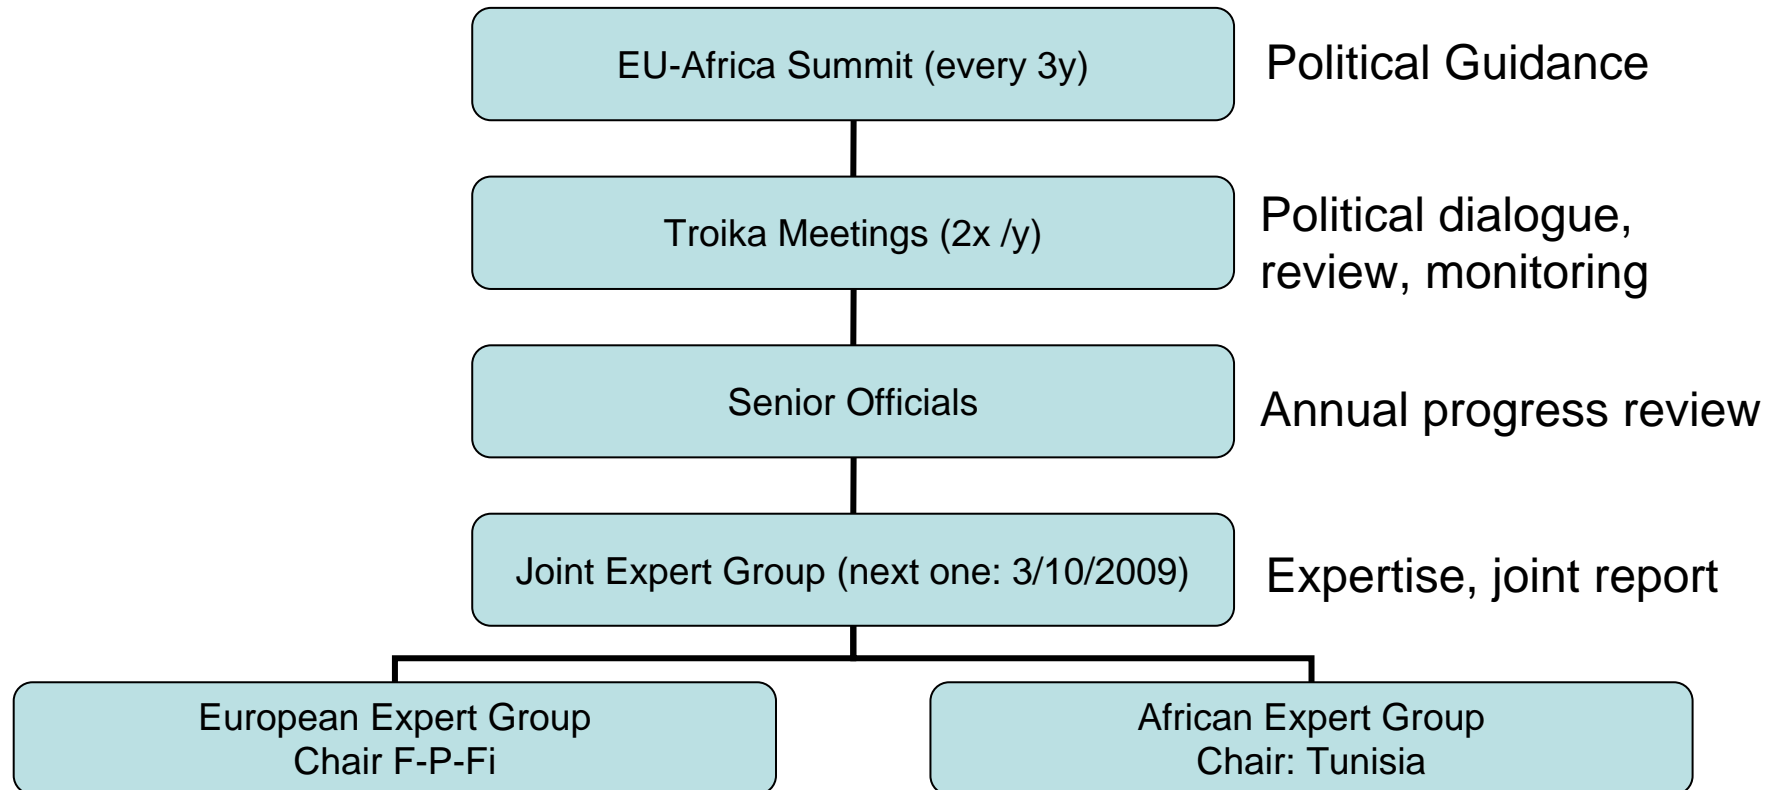 EU-Africa Summit (every 3y)
Political Guidance
Troika Meetings (2x /y)
Political dialogue,
review, monitoring
Senior Officials
Annual progress review
Joint Expert Group (next one: 3/10/2009)
Expertise, joint report
European Expert Group
Chair F-P-Fi
African Expert Group
Chair: Tunisia